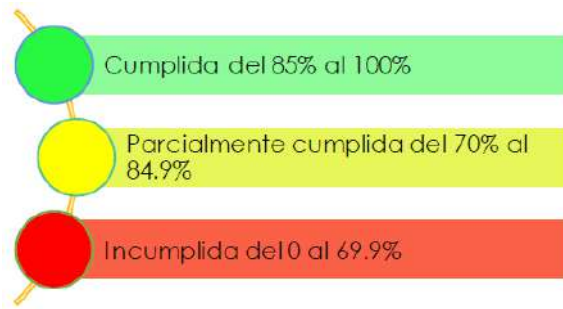 Cumplida del 85% al 100%
Parcialmente cumplida del 70% al
84.9%
Incumplida del 0 al 69.9%